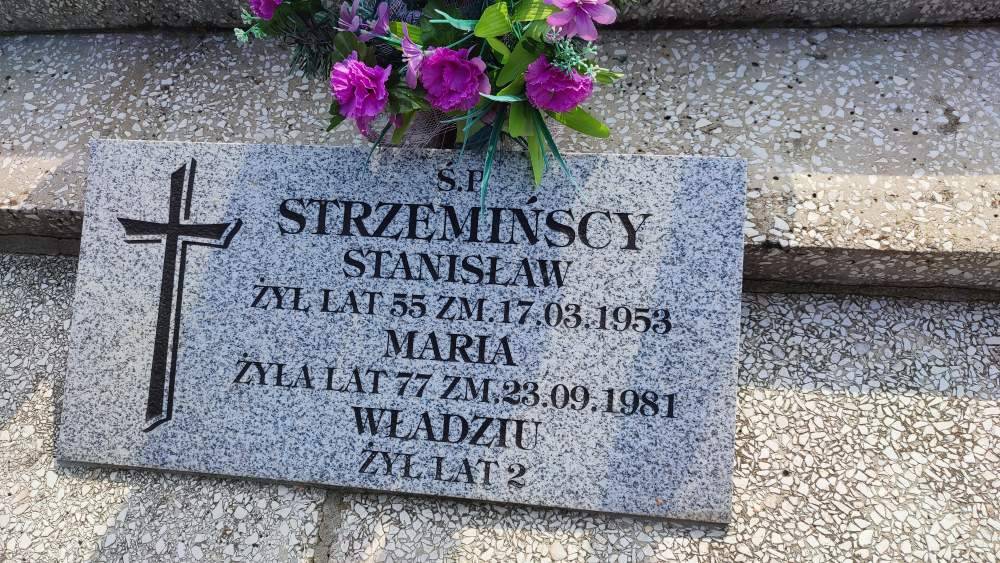 Ś.P.
STRZEMIŃSCY
STANISŁAW
ŻYŁ LAT 55 ZM.17.03.1953
MARIA
ŻYŁA LAT 77 ZM.23.09.1981
WŁADZIU
ŻYŁ LAT 2